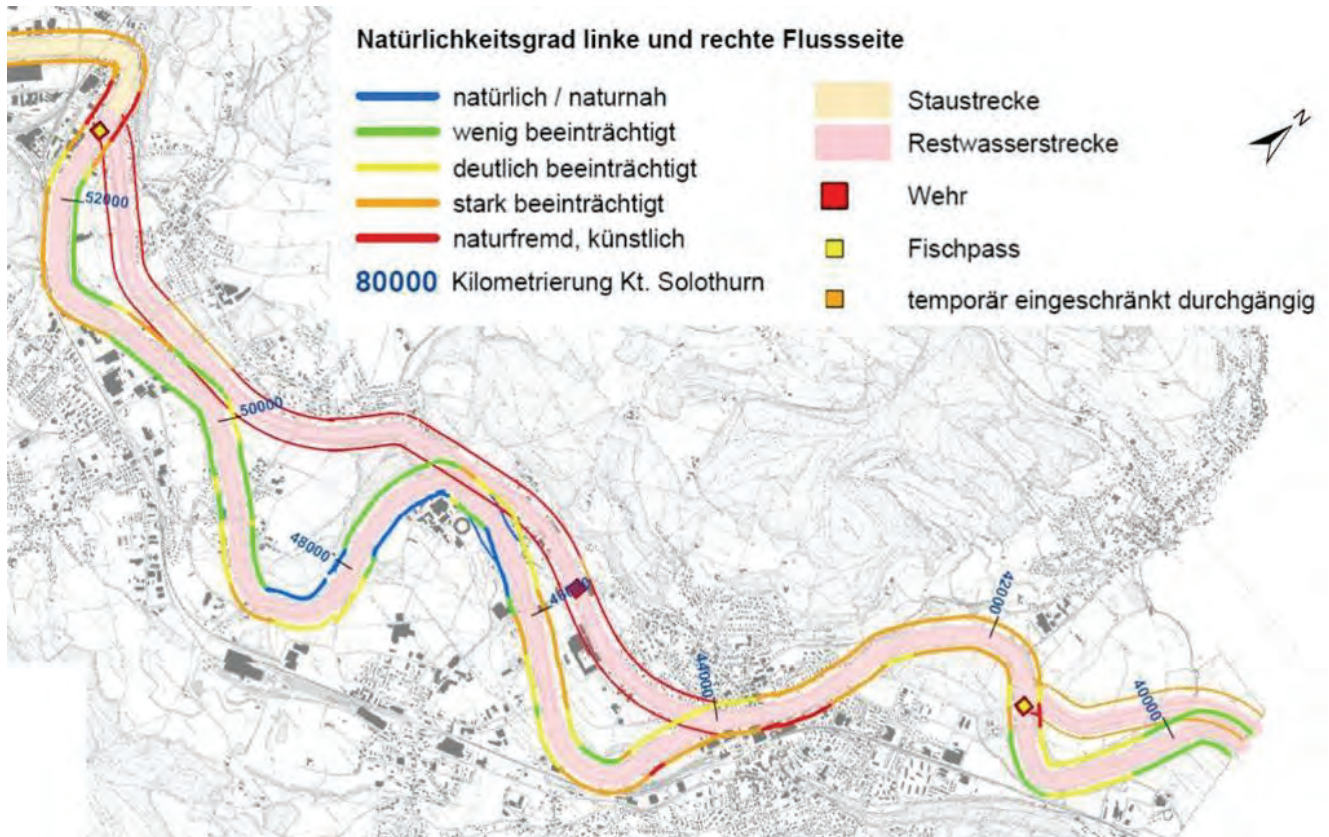 Natürlichkeitsgrad linke und rechte Flussseite
natürlich / naturnah
wenig beeinträchtigt
deutlich beeinträchtigt
stark beeinträchtigt
naturfremd, künstlich
80000 Kilometrierung Kt. Solothurn
Staustrecke
Restwasserstrecke
Wehr
Fischpass
temporär eingeschränkt durchgängig
N
52000
50000
48000
44000
42000
40000